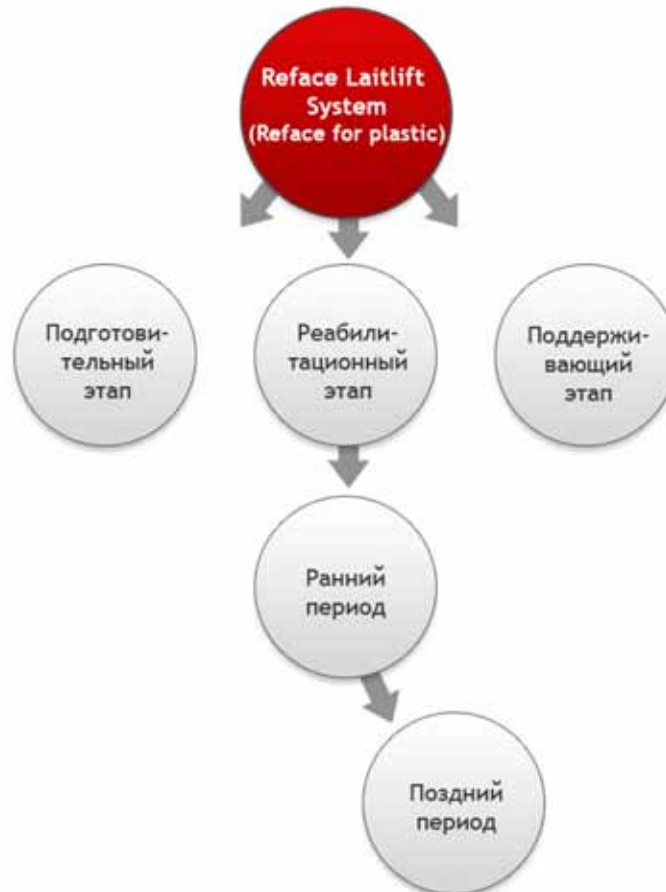 Reface Laitlift
System
(Reface for plastic)
Подготови-
тельный
этап
Реабили-
тационный
этап
Поддержи-
вающий
этап
Ранний
период
Поздний
период